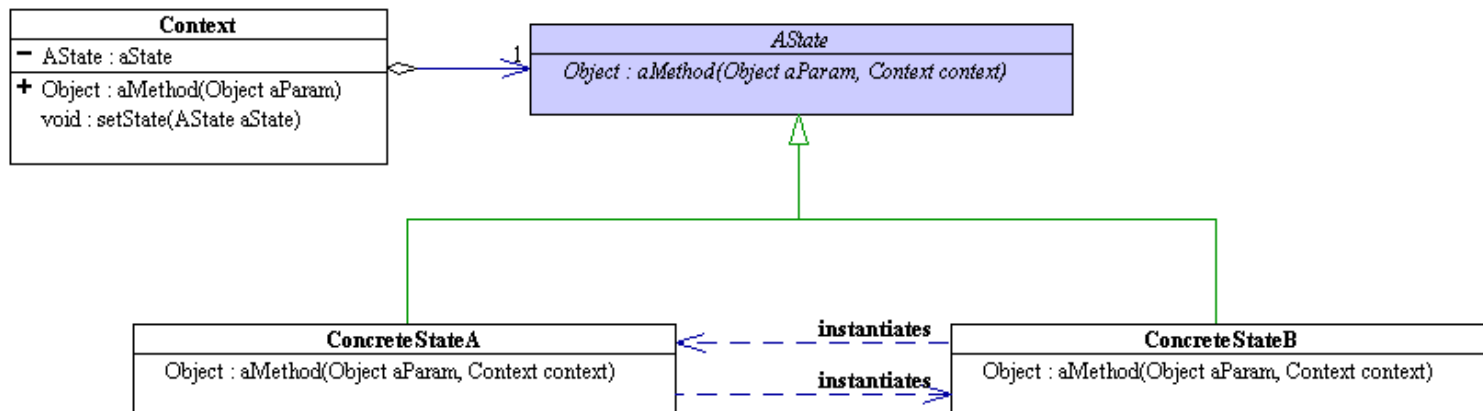 Context
− AState : aState
+ Object : aMethod(Object aParam)
void : setState(AState aState)
1
AState
Object : aMethod(Object aParam, Context context)
ConcreteStateA
Object : aMethod(Object aParam, Context context)
instantiates
instantiates
ConcreteStateB
Object : aMethod(Object aParam, Context context)